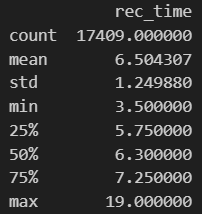 rec_time
count 17409.000000
mean 6.504307
std 1.249880
min 3.500000
25% 5.750000
50% 6.300000
75% 7.250000
max 19.000000